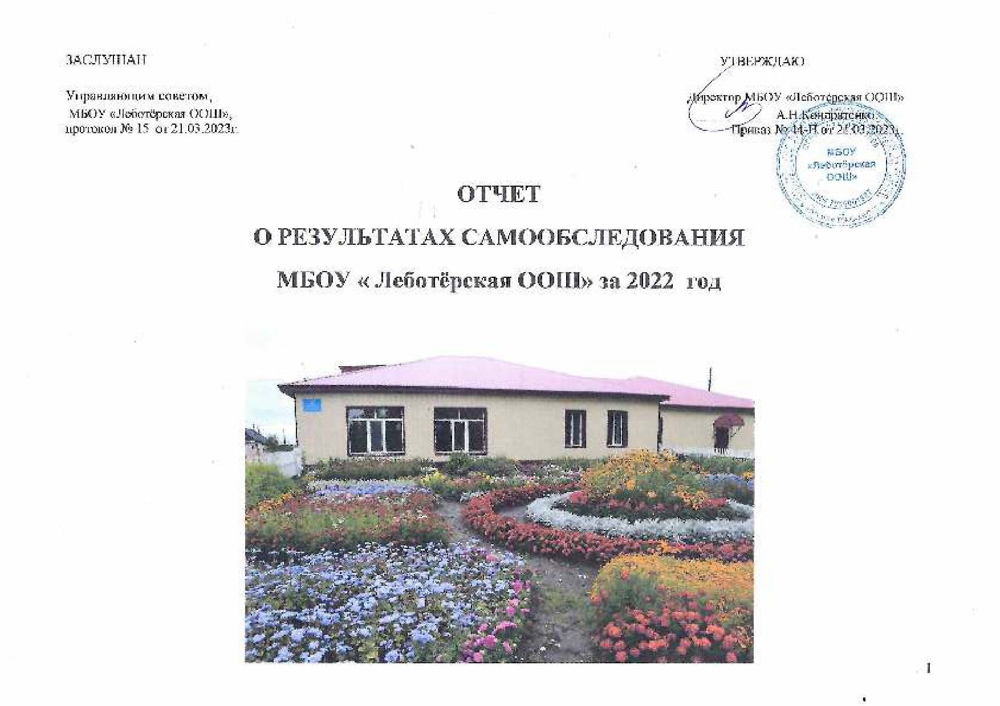 ЗАСЛУШАН
УТВЕРЖДАЮ
Управляющим советом,
МБОУ «Леботёрская ООШ»,
протокол № 15 от 21.03.2023г.
Директор МБОУ «Леботёрская ООШ»
А.Н.Кондратенко.
Приказ № от 21.03.2023г.
МБОУ
«Леботёрская
ООШ»
ОТЧЕТ
О РЕЗУЛЬТАТАХ САМООБСЛЕДОВАНИЯ
МБОУ « Леботёрская ООШ» за 2022 год
1